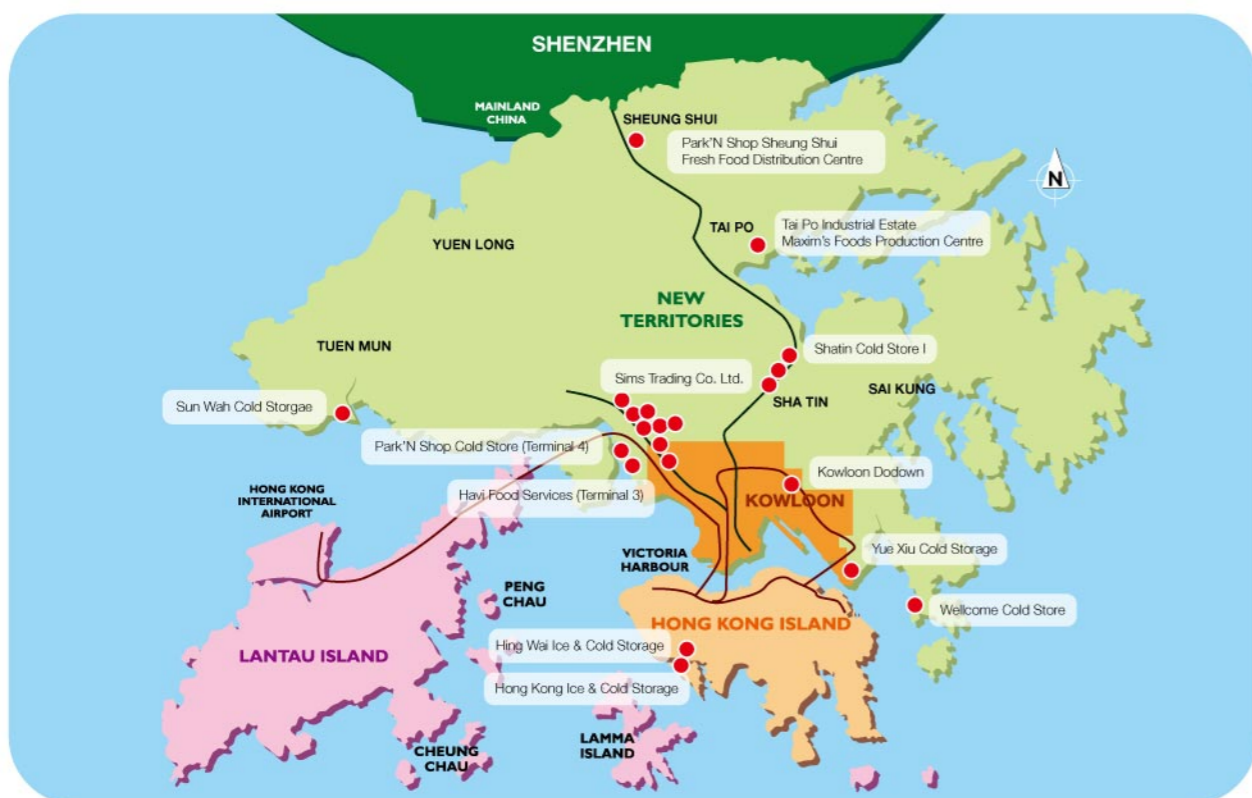 SHENZHEN
MAINLAND
CHINA
SHEUNG SHUI
Park'N Shop Sheung Shui
Fresh Food Distribution Centre
N
TAI PO
Tai Po Industrial Estate
Maxim's Foods Production Centre
YUEN LONG
NEW
TERRITORIES
TUEN MUN
Shatin Cold Store I
Sims Trading Co. Ltd.
SAI KUNG
SHA TIN
Sun Wah Cold Storgae
Park'N Shop Cold Store (Terminal 4)
Kowloon Dodown
HONG KONG
INTERNATIONAL
AIRPORT
Havi Food Services (Terminal 3)
KOWLOON
Yue Xiu Cold Storage
VICTORIA
HARBOUR
PENG
CHAU
Wellcome Cold Store
HONG KONG ISLAND
Hing Wai Ice & Cold Storage
LANTAU ISLAND
Hong Kong Ice & Cold Storage
LAMMA
ISLAND
CHEUNG
CHAU